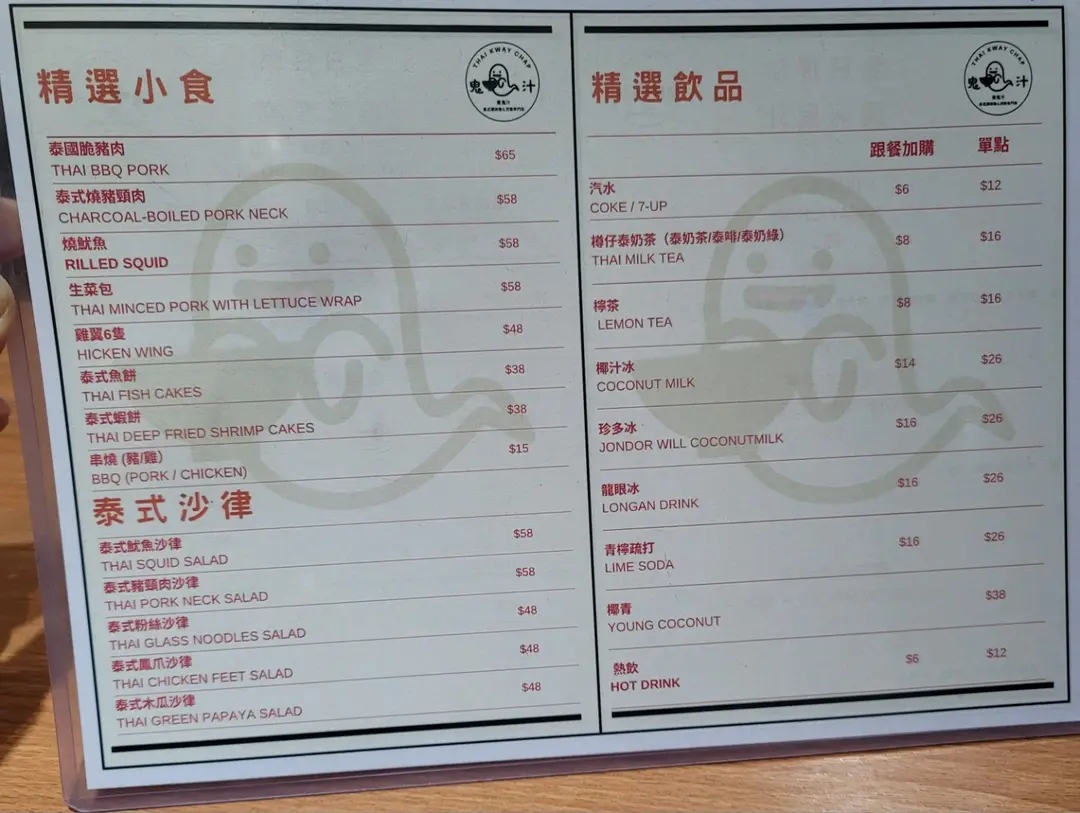 精選小食
THAI KWAY CHAP
鬼 汁
泰國脆豬肉
THAI BBQ PORK
$65
泰式燒豬頸肉
CHARCOAL-BOILED PORK NECK
$58
燒魷魚
RILLED SQUID
$58
生菜包
THAI MINCED PORK WITH LETTUCE WRAP
$58
雞翼6隻
HICKEN WING
$48
泰式魚餅
THAI FISH CAKES
$38
泰式蝦餅
THAI DEEP FRIED SHRIMP CAKES
$38
串燒 (豬/雞)
BBQ (PORK / CHICKEN)
$15
泰式沙律
泰式魷魚沙律
THAI SQUID SALAD
$58
泰式豬頸肉沙律
THAI PORK NECK SALAD
$58
泰式粉絲沙律
THAI GLASS NOODLES SALAD
$48
泰式鳳爪沙律
THAI CHICKEN FEET SALAD
$48
泰式木瓜沙律
THAI GREEN PAPAYA SALAD
$48
精選飲品
THAI KWAY CHAP
鬼 汁
跟餐加購 單點
汽水
COKE / 7-UP
$6 $12
樽仔泰奶茶（泰奶茶/泰啡/泰奶綠）
THAI MILK TEA
$8 $16
檸茶
LEMON TEA
$8 $16
椰汁冰
COCONUT MILK
$14 $26
珍多冰
JONDOR WILL COCONUTMILK
$16 $26
龍眼冰
LONGAN DRINK
$16 $26
青檸疏打
LIME SODA
$16 $26
椰青
YOUNG COCONUT
$38
熱飲
HOT DRINK
$6 $12